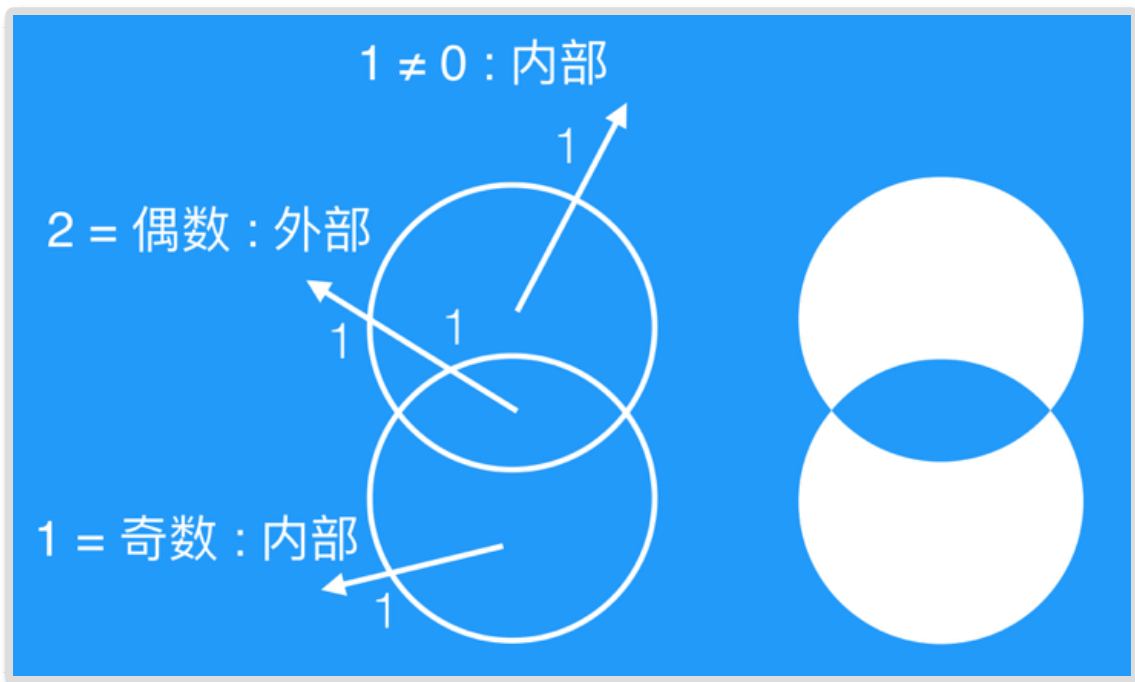 1 ≠ 0 : 内部
1
2 = 偶数 : 外部
1
1
1 = 奇数 : 内部
1